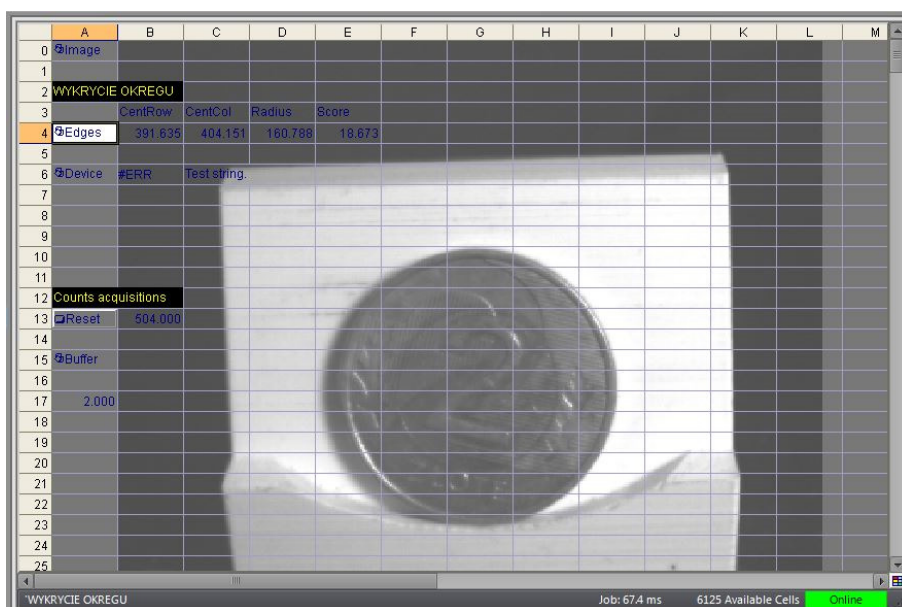 A B C D E F G H I J K L M
0 Image
1
2 WYKRYCIE OKREGU
3 CentRow CentCol Radius Score
4 Edges 391.635 404.151 160.788 18.673
5
6 Device #ERR Test string.
7
8
9
10
11
12 Counts acquisitions
13 Reset 504.000
14
15 Buffer
16
17 2.000
18
19
20
21
22
23
24
25
'WYKRYCIE OKREGU Job: 67.4 ms 6125 Available Cells Online